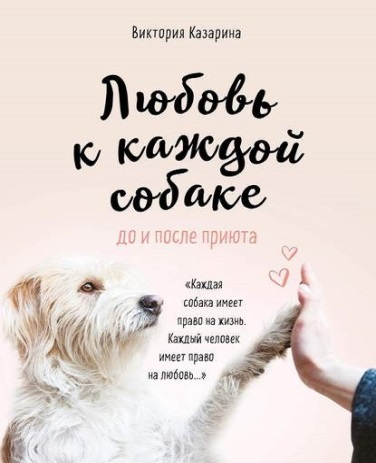 Виктория Казарина
Любовь
к каждой
собаке
до и после приюта
«Каждая
собака имеет
право на жизнь.
Каждый человек
имеет право
на любовь...»